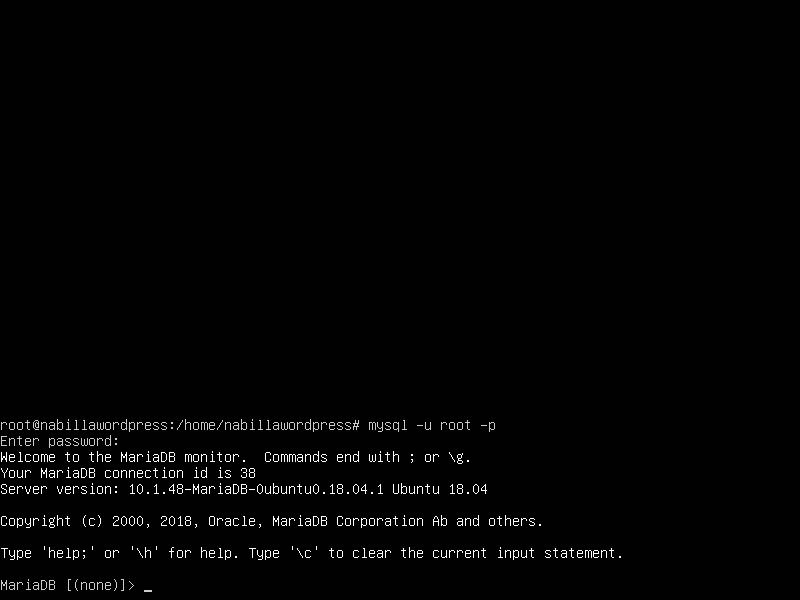 root@nabillawordpress:/home/nabillawordpress# mysql -u root -p
Enter password:
Welcome to the MariaDB monitor.  Commands end with ; or \g.
Your MariaDB connection id is 38
Server version: 10.1.48-MariaDB-0ubuntu0.18.04.1 Ubuntu 18.04
Copyright (c) 2000, 2018, Oracle, MariaDB Corporation Ab and others.
Type 'help;' or '\h' for help. Type '\c' to clear the current input statement.
MariaDB [(none)]> _